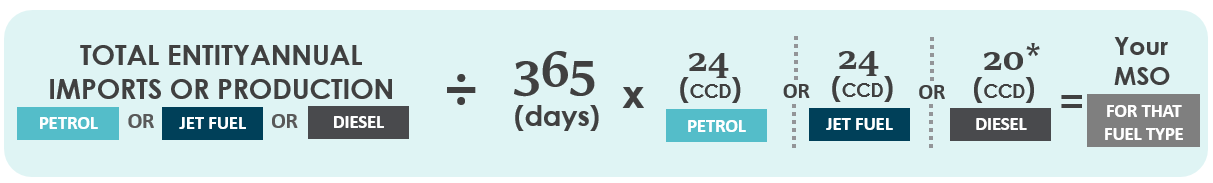 TOTAL ENTITYANNUAL
IMPORTS OR PRODUCTION
PETROL OR JET FUEL OR DIESEL
÷
365
(days)
x
24
(CCD)
PETROL
OR
24
(CCD)
JET FUEL
OR
20*
(CCD)
DIESEL
=
Your
MSO
FOR THAT
FUEL TYPE